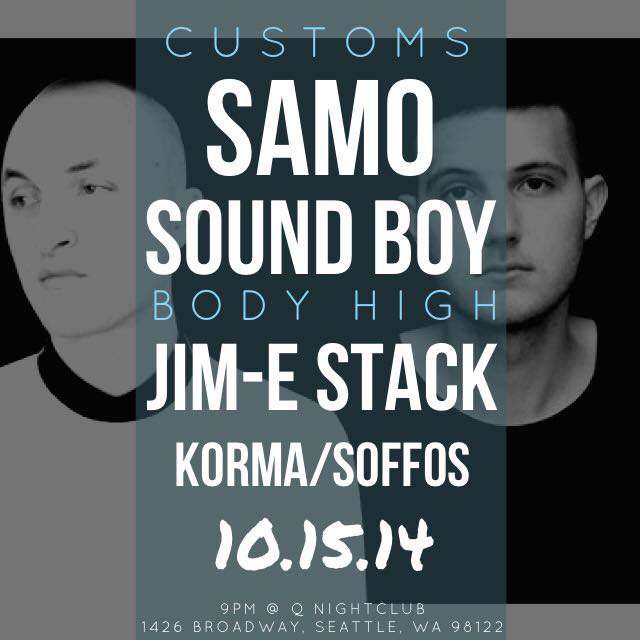 CUSTOMS
SAMO
SOUND BOY
BODY HIGH
JIM-E STACK
KORMA/SOFFOS
10.15.14
9PM @ Q NIGHTCLUB
1426 BROADWAY, SEATTLE, WA 98122